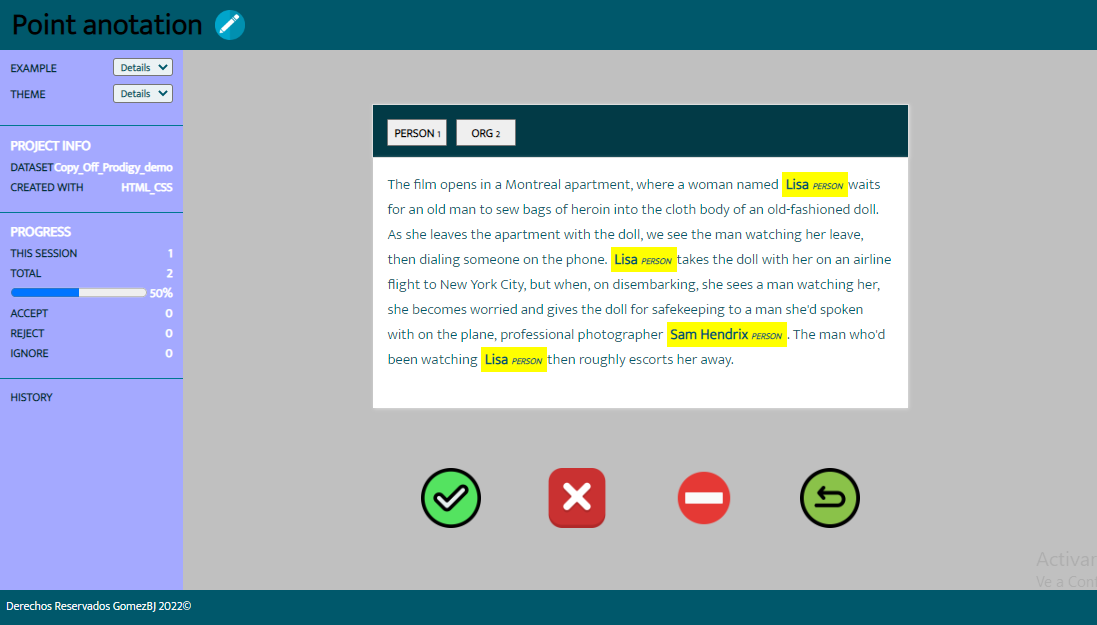 Point anotation
EXAMPLE Details
THEME Details
PROJECT INFO
DATASET Copy_Off_Prodigy_demo
CREATED WITH HTML_CSS
PROGRESS
THIS SESSION 1
TOTAL 2
50%
ACCEPT 0
REJECT 0
IGNORE 0
HISTORY
PERSON 1 ORG 2
The film opens in a Montreal apartment, where a woman named Lisa PERSON waits
for an old man to sew bags of heroin into the cloth body of an old-fashioned doll.
As she leaves the apartment with the doll, we see the man watching her leave,
then dialing someone on the phone. Lisa PERSON takes the doll with her on an airline
flight to New York City, but when, on disembarking, she sees a man watching her,
she becomes worried and gives the doll for safekeeping to a man she'd spoken
with on the plane, professional photographer Sam Hendrix PERSON . The man who'd
been watching Lisa PERSON then roughly escorts her away.
Activar
Ve a Con
Derechos Reservados GomezBJ 2022©